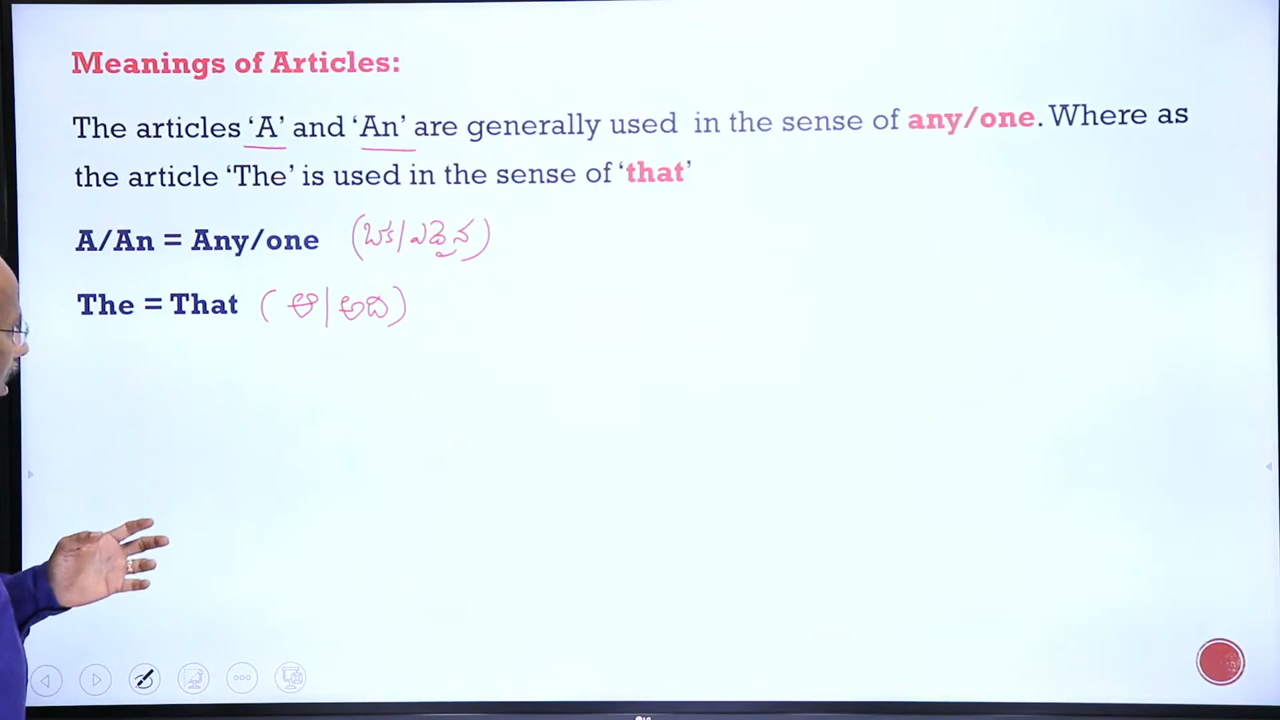 Meanings of Articles:
The articles ‘A’ and ‘An’ are generally used in the sense of any/one. Where as
the article ‘The’ is used in the sense of ‘that’
A/An = Any/one (ఒక/ఎదైన)
The = That (ఆ/అది)